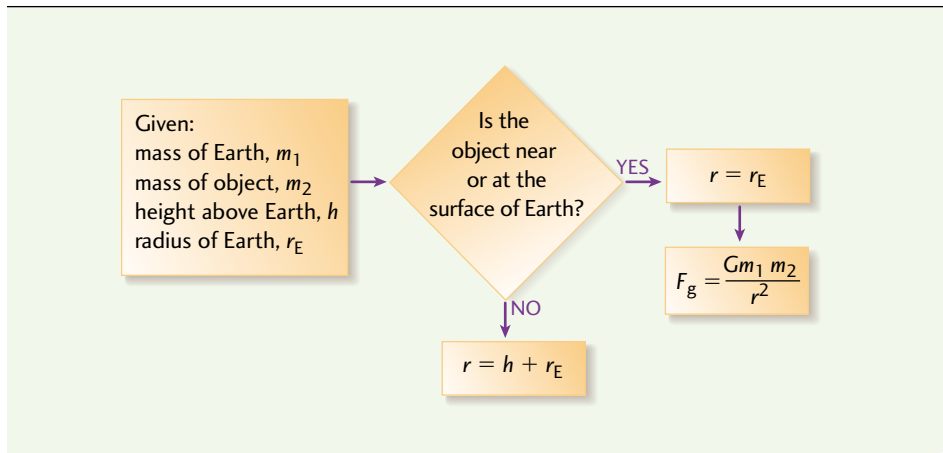 Given:
mass of Earth, m₁
mass of object, m₂
height above Earth, h
radius of Earth, rE
Is the
object near
or at the
surface of Earth?
YES
r = rE
Fg = Gm₁ m₂ / r²
NO
r = h + rE